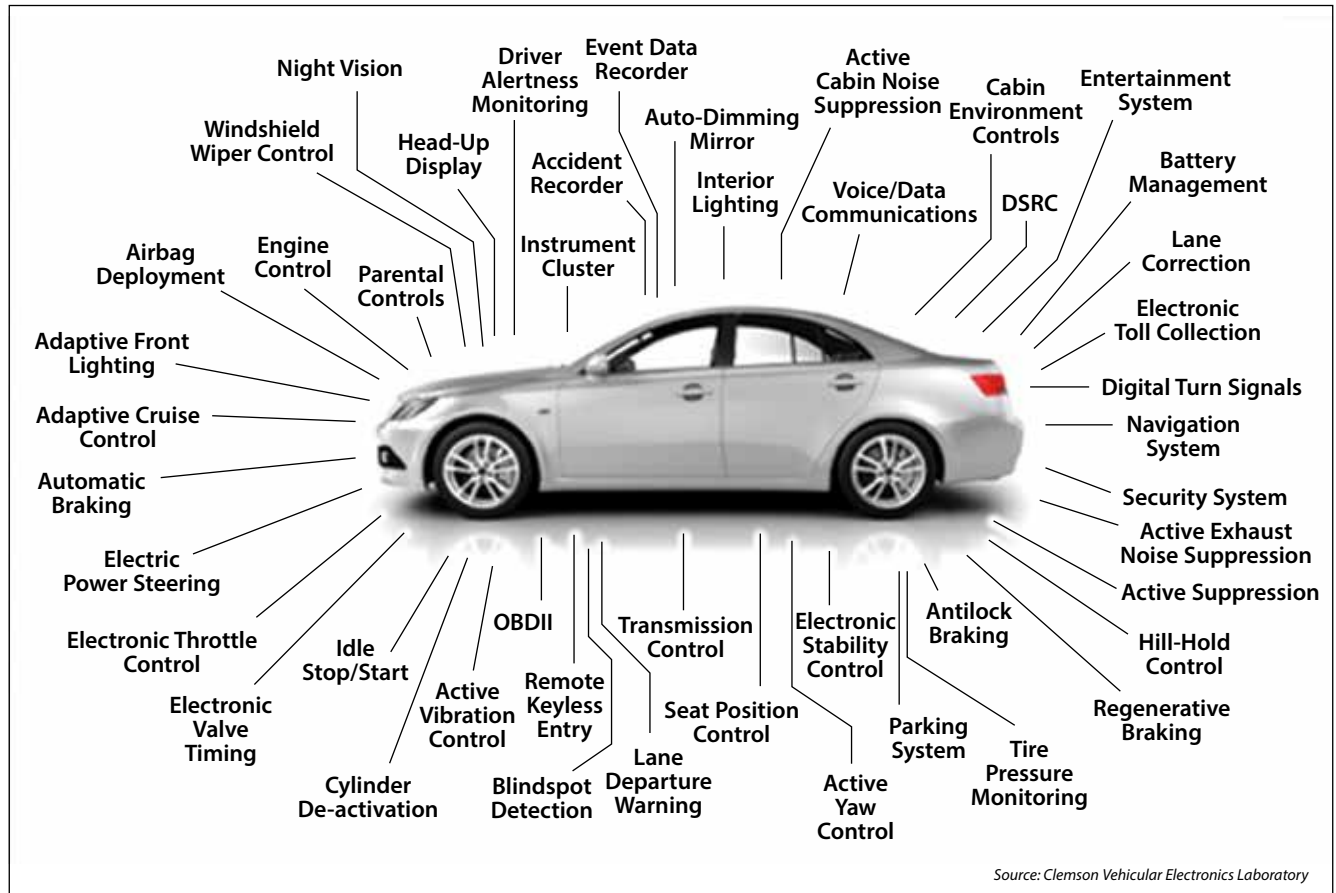 Night Vision
Driver
Alertness
Monitoring
Event Data
Recorder
Active
Cabin Noise
Suppression
Cabin
Environment
Controls
Entertainment
System
Windshield
Wiper Control
Head-Up
Display
Accident
Recorder
Auto-Dimming
Mirror
Interior
Lighting
Voice/Data
Communications
DSRC
Battery
Management
Airbag
Deployment
Engine
Control
Parental
Controls
Instrument
Cluster
Lane
Correction
Electronic
Toll Collection
Adaptive Front
Lighting
Digital Turn Signals
Adaptive Cruise
Control
Navigation
System
Automatic
Braking
Security System
Electric
Power Steering
Active Exhaust
Noise Suppression
Active Suppression
Electronic Throttle
Control
Idle
Stop/Start
OBDII
Transmission
Control
Electronic
Stability
Control
Antilock
Braking
Hill-Hold
Control
Electronic
Valve
Timing
Active
Vibration
Control
Remote
Keyless
Entry
Seat Position
Control
Parking
System
Regenerative
Braking
Cylinder
De-activation
Blindspot
Detection
Lane
Departure
Warning
Active
Yaw
Control
Tire
Pressure
Monitoring
Source: Clemson Vehicular Electronics Laboratory